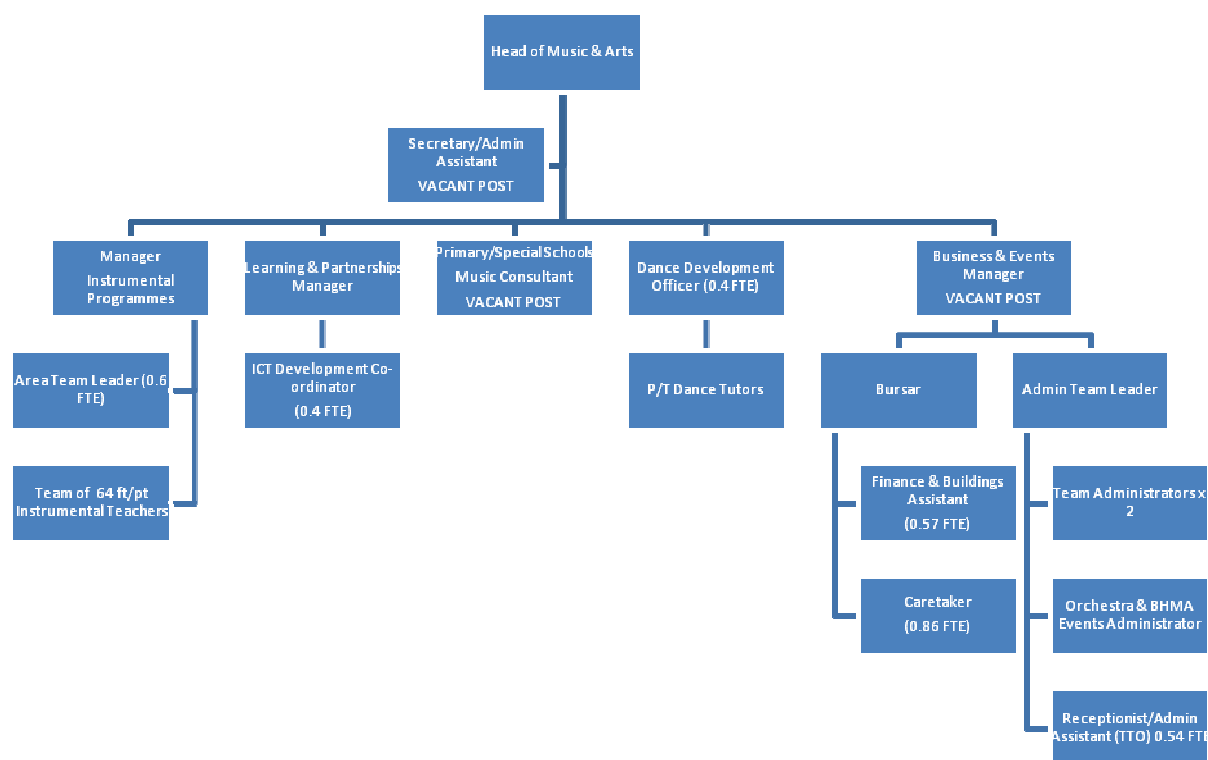 Head of Music & Arts
Secretary/Admin
Assistant
VACANT POST
Manager
Instrumental
Programmes
Learning & Partnerships
Manager
Primary/Special Schools
Music Consultant
VACANT POST
Dance Development
Officer (0.4 FTE)
Business & Events
Manager
VACANT POST
Area Team Leader (0.6
FTE)
ICT Development Co-
ordinator
(0.4 FTE)
P/T Dance Tutors
Bursar
Admin Team Leader
Team of 64 ft/pt
Instrumental Teachers
Finance & Buildings
Assistant
(0.57 FTE)
Team Administrators x
2
Caretaker
(0.86 FTE)
Orchestra & BHMA
Events Administrator
Receptionist/Admin
Assistant (TTO) 0.54 FTE